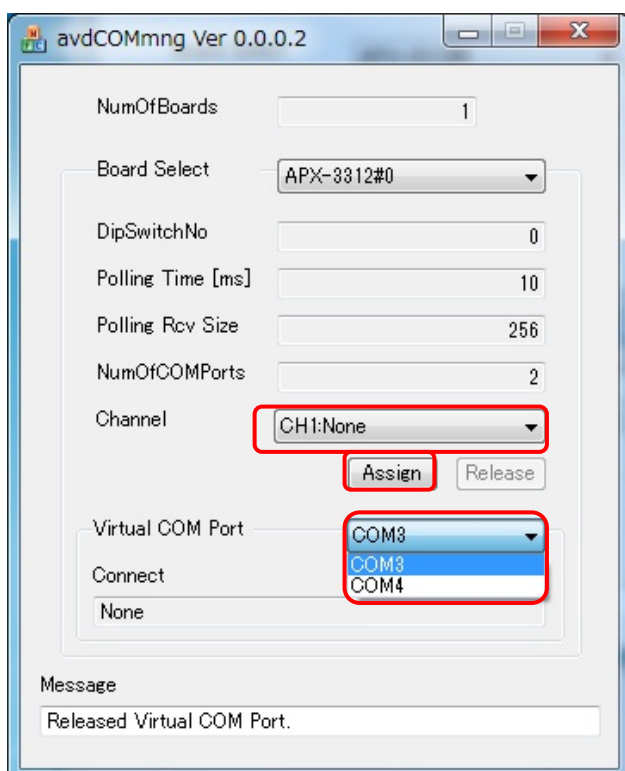 avdCOMmng Ver 0.0.0.2
NumOfBoards 1
Board Select APX-3312#0
DipSwitchNo 0
Polling Time [ms] 10
Polling Rcv Size 256
NumOfCOMPorts 2
Channel CH1:None
Assign Release
Virtual COM Port COM3
COM3
Connect COM4
None
Message
Released Virtual COM Port.